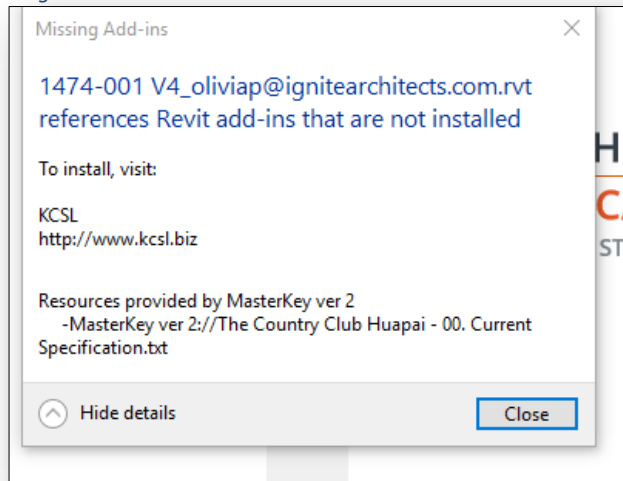 Missing Add-ins
1474-001 V4_oliviap@ignitearchitects.com.rvt
references Revit add-ins that are not installed
To install, visit:
KCSL
http://www.kcsl.biz
Resources provided by MasterKey ver 2
-MasterKey ver 2://The Country Club Huapai - 00. Current
Specification.txt
Hide details
Close
H
CA
ST